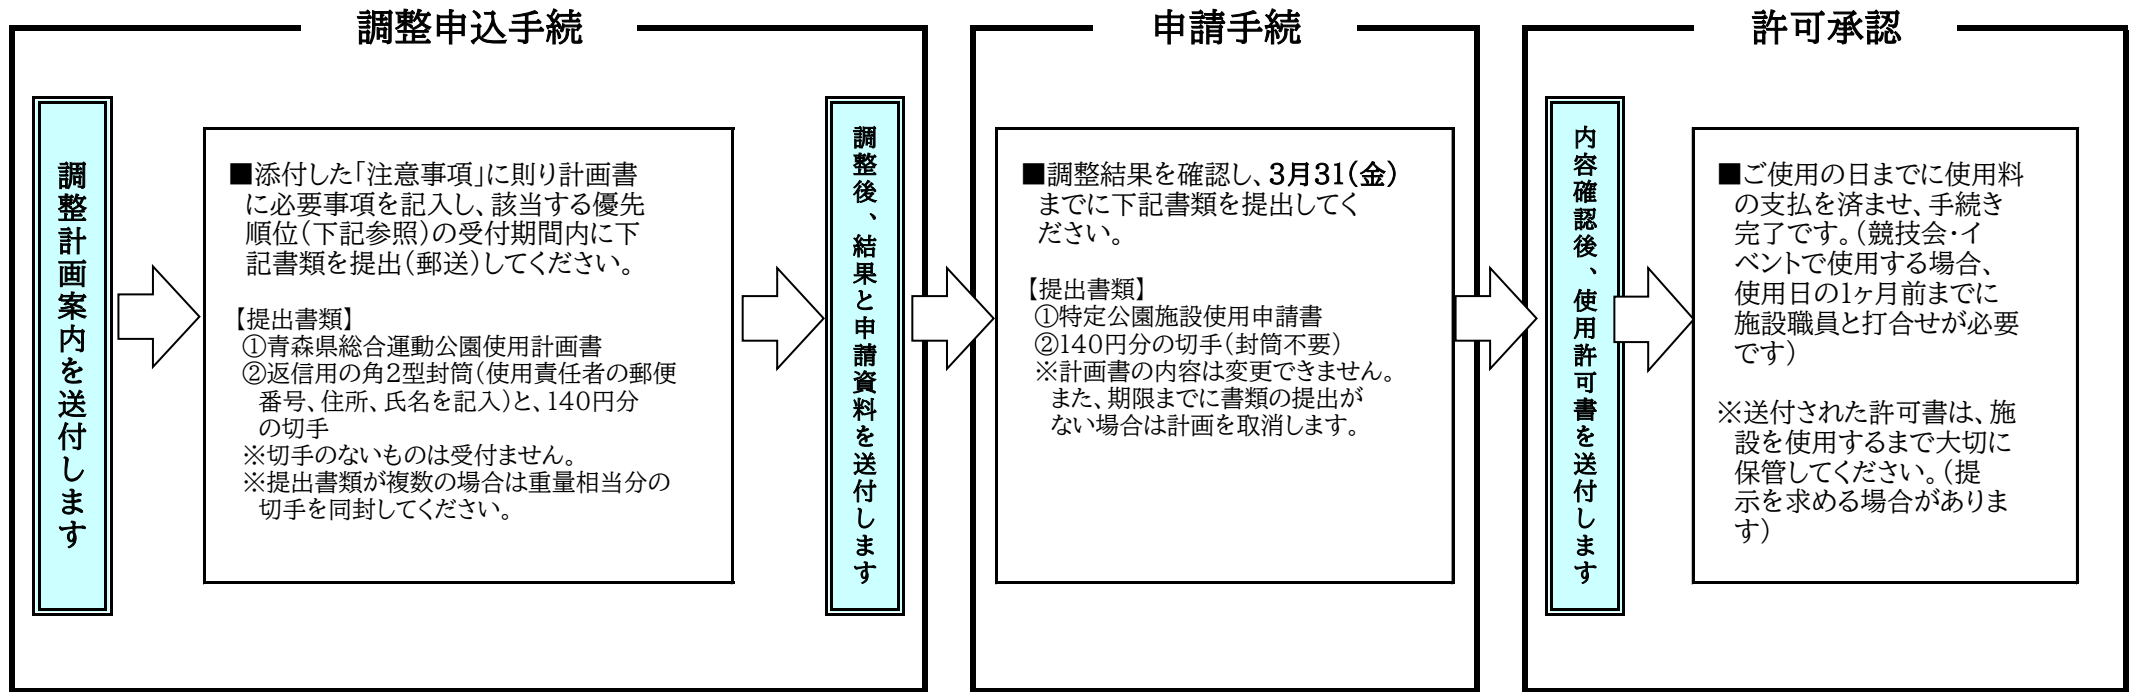 調整申込手続
調整計画案内を送付します
■添付した「注意事項」に則り計画書
に必要事項を記入し、該当する優先
順位(下記参照)の受付期間内に下
記書類を提出(郵送)してください。
【提出書類】
①青森県総合運動公園使用計画書
②返信用の角2型封筒(使用責任者の郵便
番号、住所、氏名を記入)と、140円分
の切手
※切手のないものは受付ません。
※提出書類が複数の場合は重量相当分の
切手を同封してください。
調整後、結果と申請資料を送付します
申請手続
■調整結果を確認し、3月31(金)
までに下記書類を提出してく
ださい。
【提出書類】
①特定公園施設使用申請書
②140円分の切手(封筒不要)
※計画書の内容は変更できません。
また、期限までに書類の提出が
ない場合は計画を取消します。
許可承認
内容確認後、使用許可書を送付します
■ご使用の日までに使用料
の支払を済ませ、手続き
完了です。(競技会・イ
ベントで使用する場合、
使用日の1ヶ月前までに
施設職員と打合せが必要
です)
※送付された許可書は、施
設を使用するまで大切に
保管してください。(提
示を求める場合がありま
す)